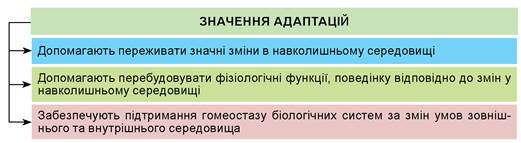 ЗНАЧЕННЯ АДАПТАЦІЙ
Допомагають переживати значні зміни в навколишньому середовищі
Допомагають перебудовувати фізіологічні функції, поведінку відповідно до змін у
навколишньому середовищі
Забезпечують підтримання гомеостазу біологічних систем за змін умов зовніш-
нього та внутрішнього середовища